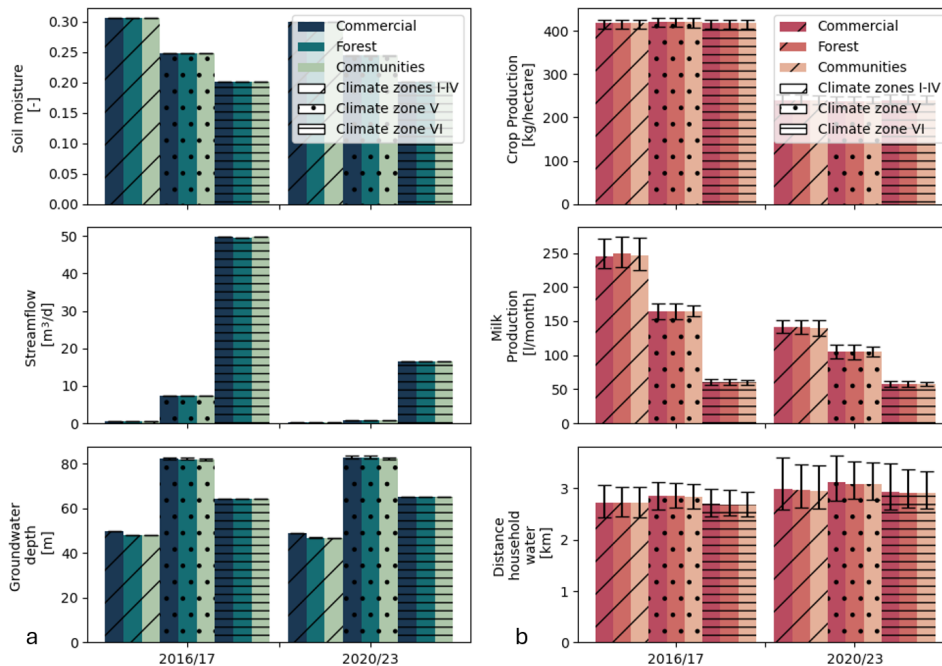 Soil moisture
[-]
0.30
0.25
0.20
0.15
0.10
0.05
0.00
Commercial
Forest
Communities
Climate zones I-IV
Climate zone V
Climate zone VI
Streamflow
[m³/d]
50
40
30
20
10
0
Groundwater
depth
[m]
80
60
40
20
0
a
2016/17
2020/23
Crop Production
[kg/hectare]
400
300
200
100
0
Commercial
Forest
Communities
Climate zones I-IV
Climate zone V
Climate zone VI
Milk
Production
[l/month]
250
200
150
100
50
0
Distance
household
water
[km]
3
2
1
0
b
2016/17
2020/23